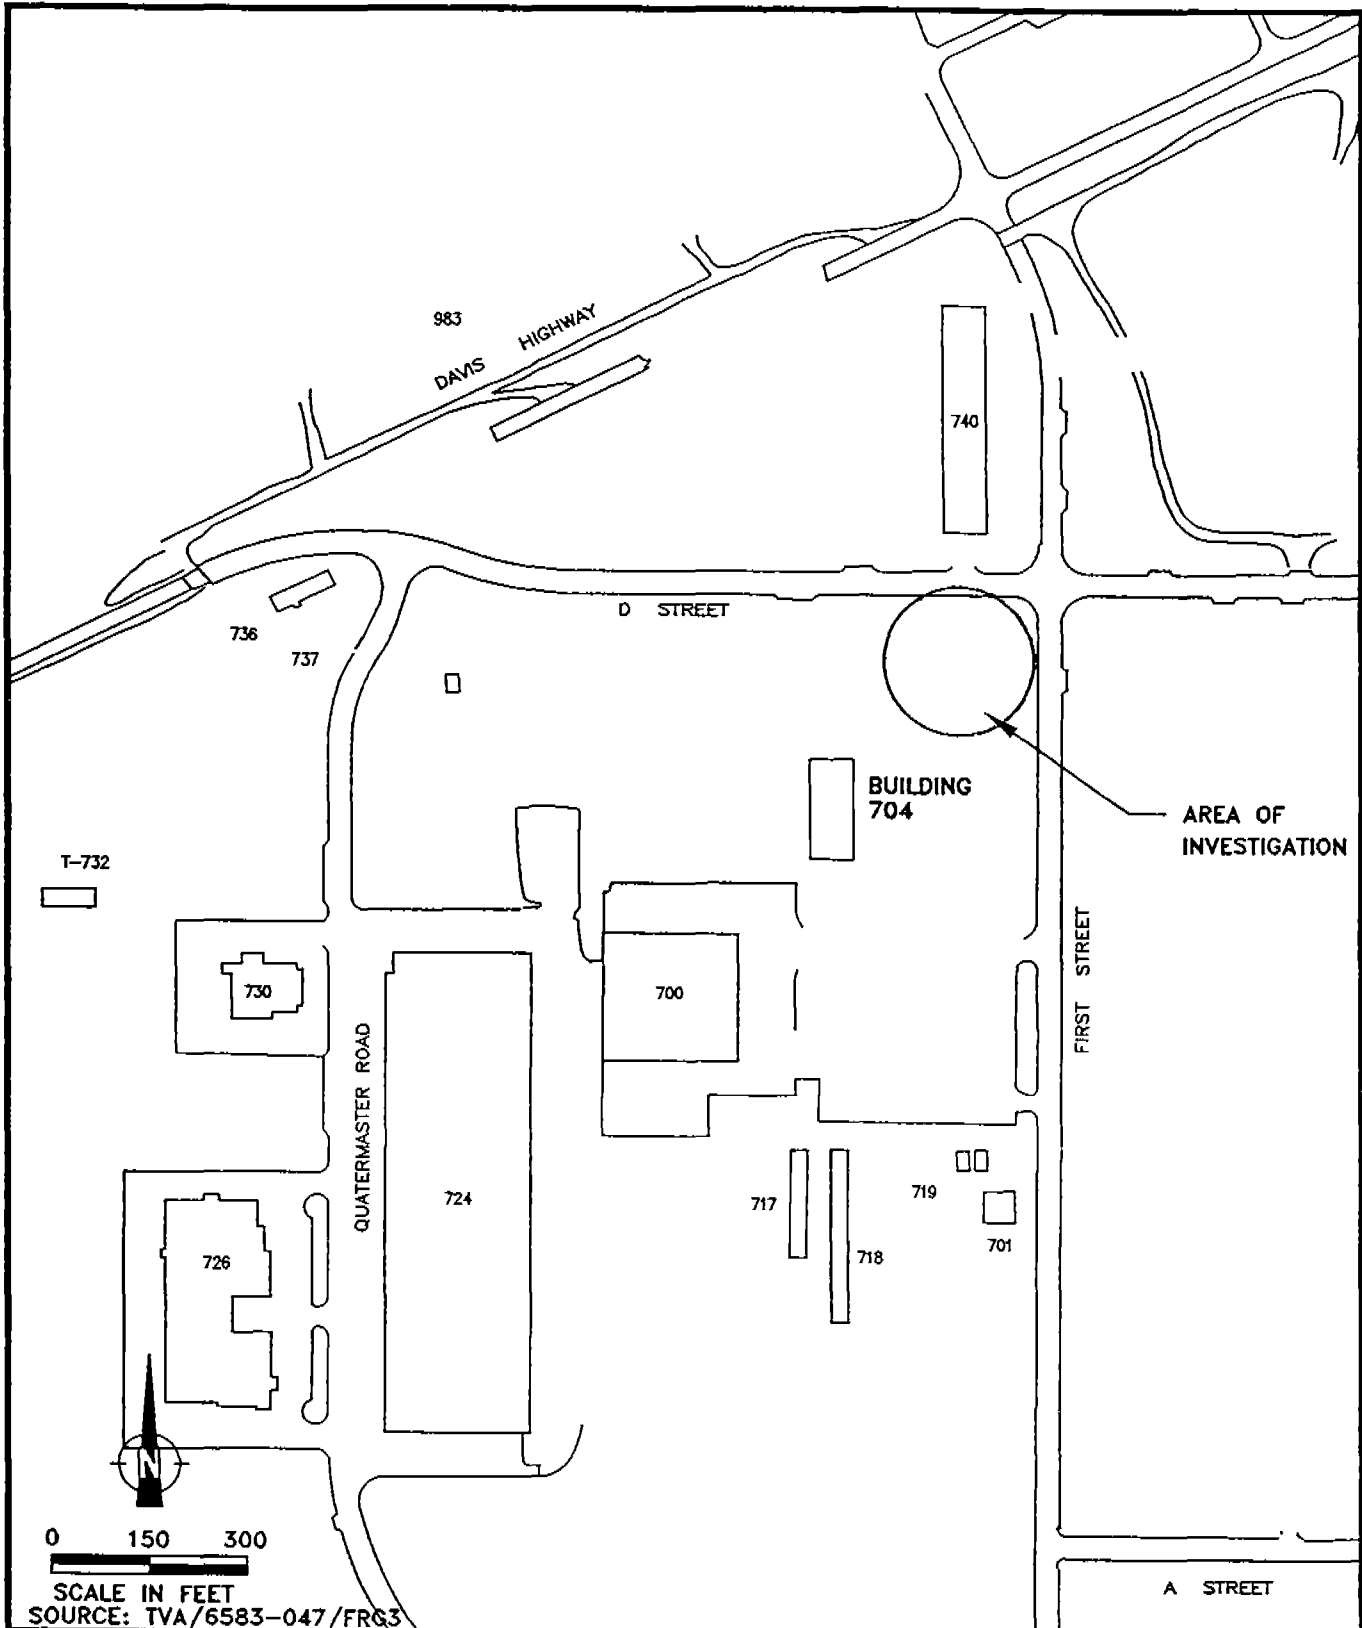 983
DAVIS HIGHWAY
740
D STREET
736
737
BUILDING
704
AREA OF
INVESTIGATION
T-732
730
700
FIRST STREET
QUATERMASTER ROAD
724
717
718
719
701
726
N
0 150 300
SCALE IN FEET
SOURCE: TVA/6583-047/FRG3
A STREET